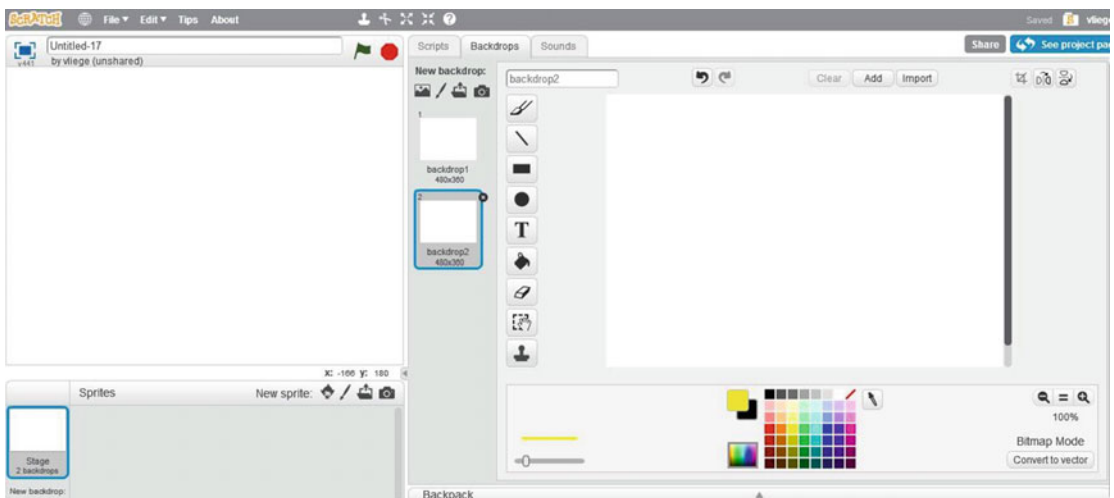 SCRATCH File Edit Tips About Saved vliege
Untitled-17
by vliege (unshared)
v441
Scripts Backdrops Sounds
Share See project pag
New backdrop:
backdrop2
Clear Add Import
1
backdrop1
480x360
2
backdrop2
480x360
T
X: -166 Y: 180
Sprites New sprite:
Stage
2 backdrops
New backdrop:
100%
Bitmap Mode
Convert to vector
Backpack